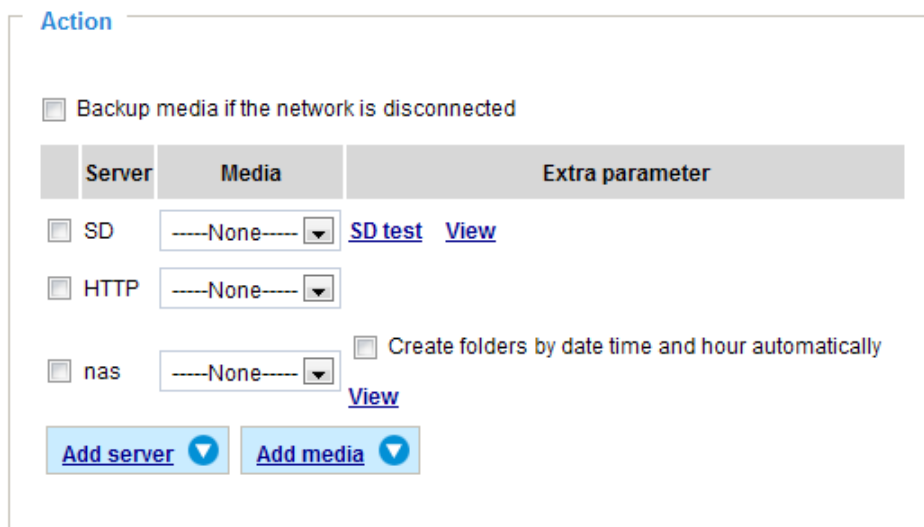 Action
Backup media if the network is disconnected
Server Media Extra parameter
SD -----None----- SD test View
HTTP -----None-----
nas -----None----- Create folders by date time and hour automatically
View
Add server Add media